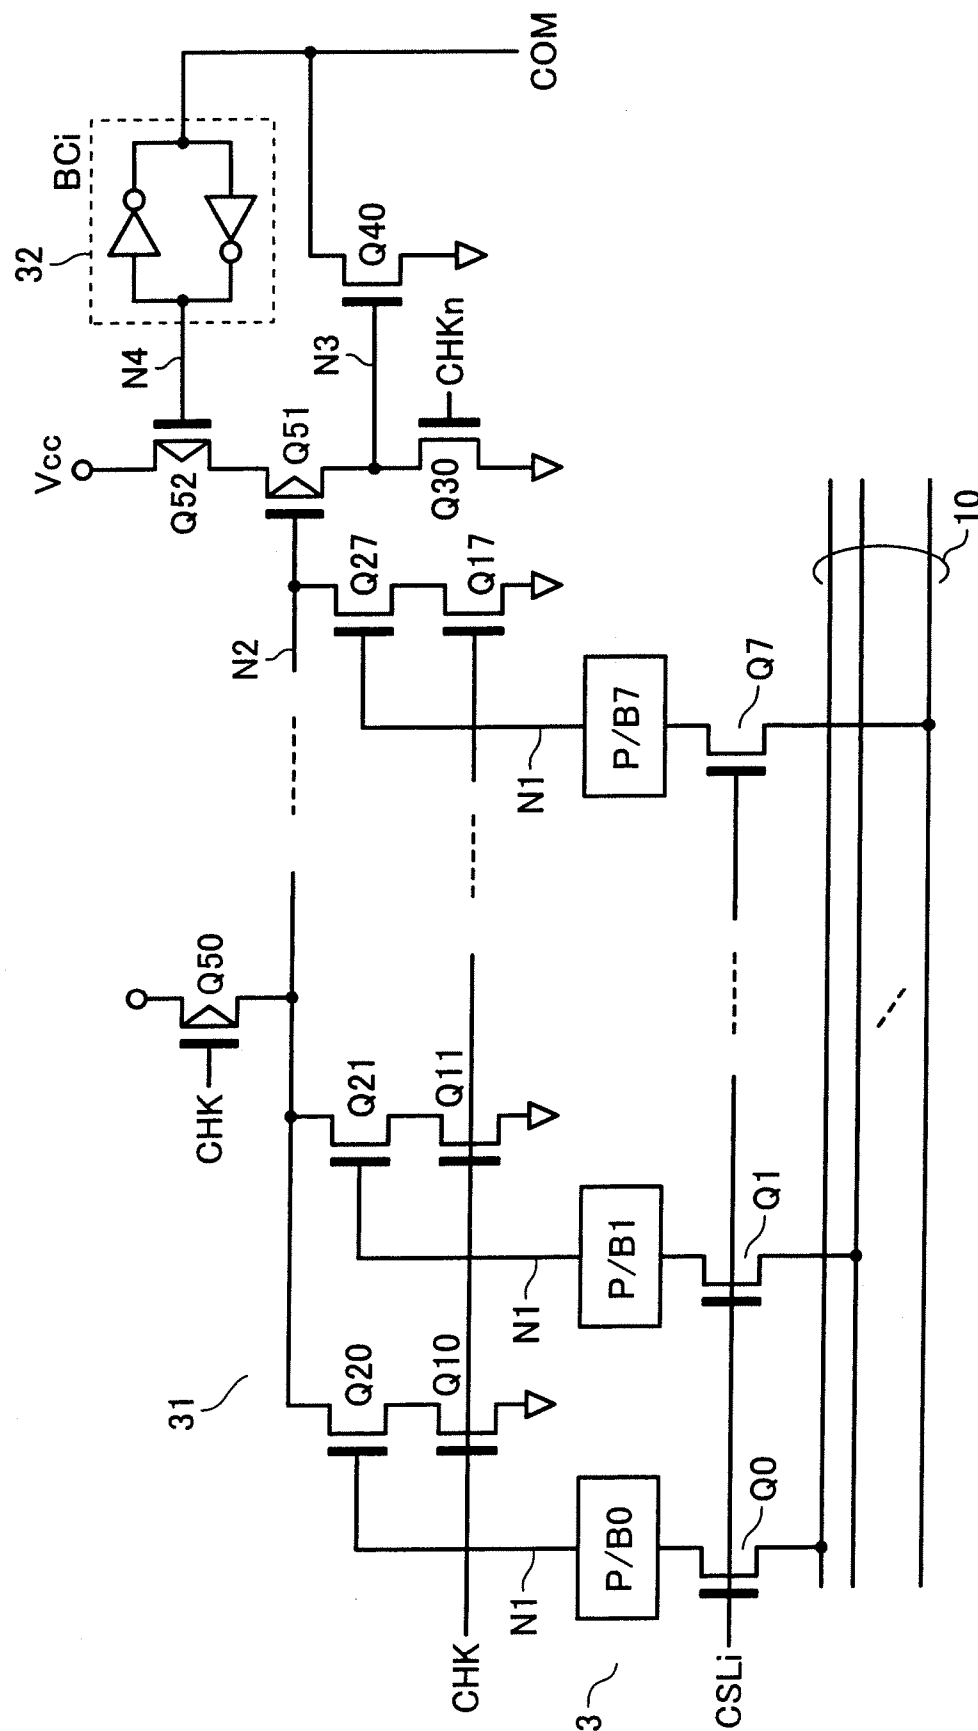 BCi
32
Vcc
N4
COM
Q52
Q51
N3
Q40
CHKn
Q30
N2
Q27
Q17
Q50
CHK
Q21
Q11
N1
P/B7
Q7
10
31
Q20
Q10
N1
P/B1
Q1
CHK
N1
P/B0
Q0
3
CSLi